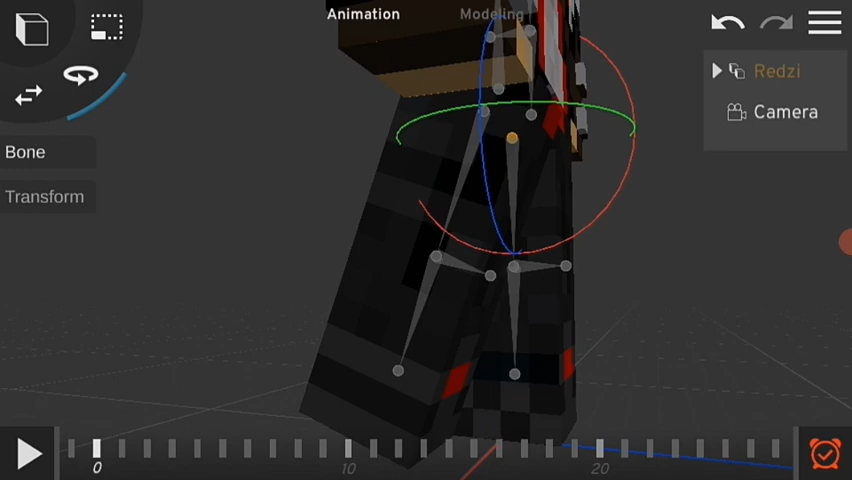 Animation
Modeling
Redzi
Camera
Bone
Transform
0
10
20